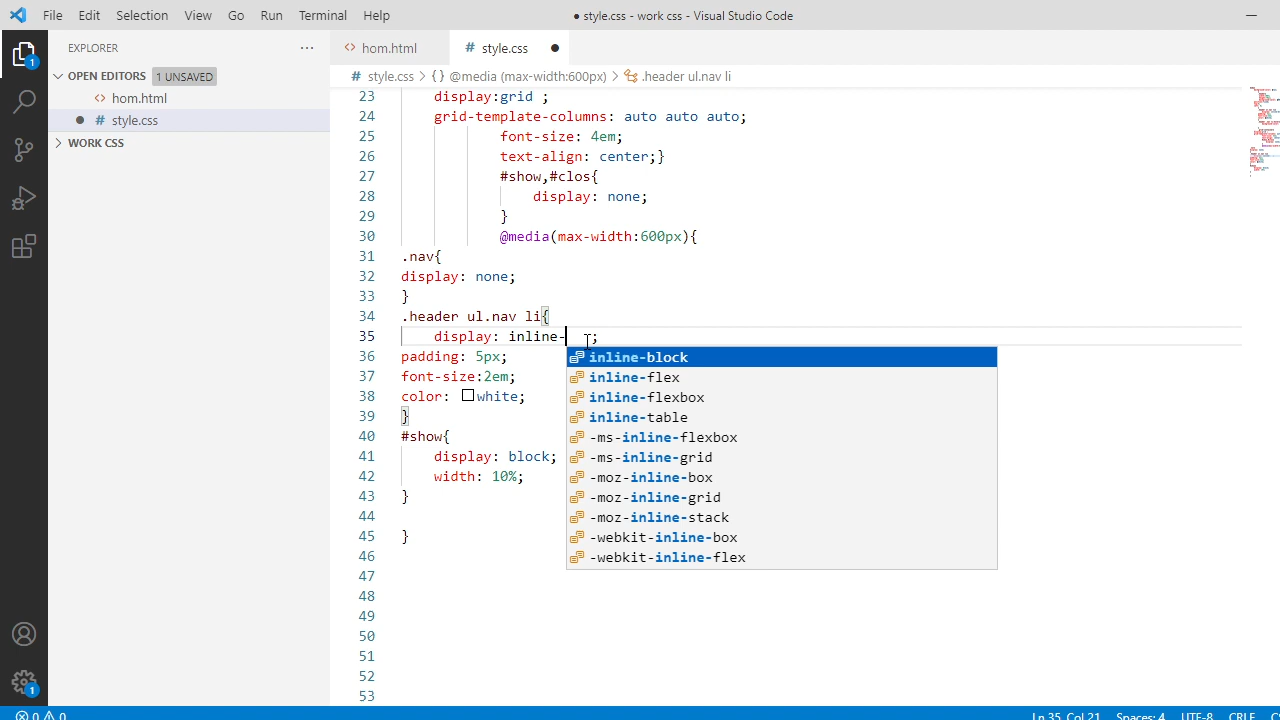 File Edit Selection View Go Run Terminal Help
● style.css - work css - Visual Studio Code
EXPLORER ···
OPEN EDITORS 1 UNSAVED
<> hom.html
● # style.css
WORK CSS
1
1
<> hom.html # style.css ●
# style.css > {} @media (max-width:600px) > .header ul.nav li
23 display:grid ;
24 grid-template-columns: auto auto auto;
25 font-size: 4em;
26 text-align: center;}
27 #show,#clos{
28 display: none;
29 }
30 @media(max-width:600px){
31 .nav{
32 display: none;
33 }
34 .header ul.nav li{
35 display: inline- ;
36 padding: 5px;
37 font-size:2em;
38 color: white;
39 }
40 #show{
41 display: block;
42 width: 10%;
43 }
44
45 }
46
47
48
49
50
51
52
53
inline-block
inline-flex
inline-flexbox
inline-table
-ms-inline-flexbox
-ms-inline-grid
-moz-inline-box
-moz-inline-grid
-moz-inline-stack
-webkit-inline-box
-webkit-inline-flex
0 0 Ln 35, Col 21 Spaces: 4 UTF-8 CRLF